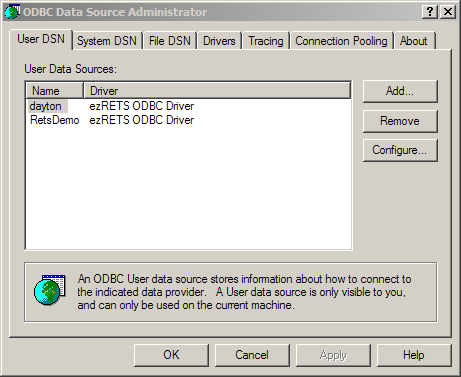 ODBC Data Source Administrator
User DSN System DSN File DSN Drivers Tracing Connection Pooling About
User Data Sources:
Name Driver
dayton ezRETS ODBC Driver
RetsDemo ezRETS ODBC Driver
Add...
Remove
Configure...
An ODBC User data source stores information about how to connect to
the indicated data provider. A User data source is only visible to you,
and can only be used on the current machine.
OK Cancel Apply Help